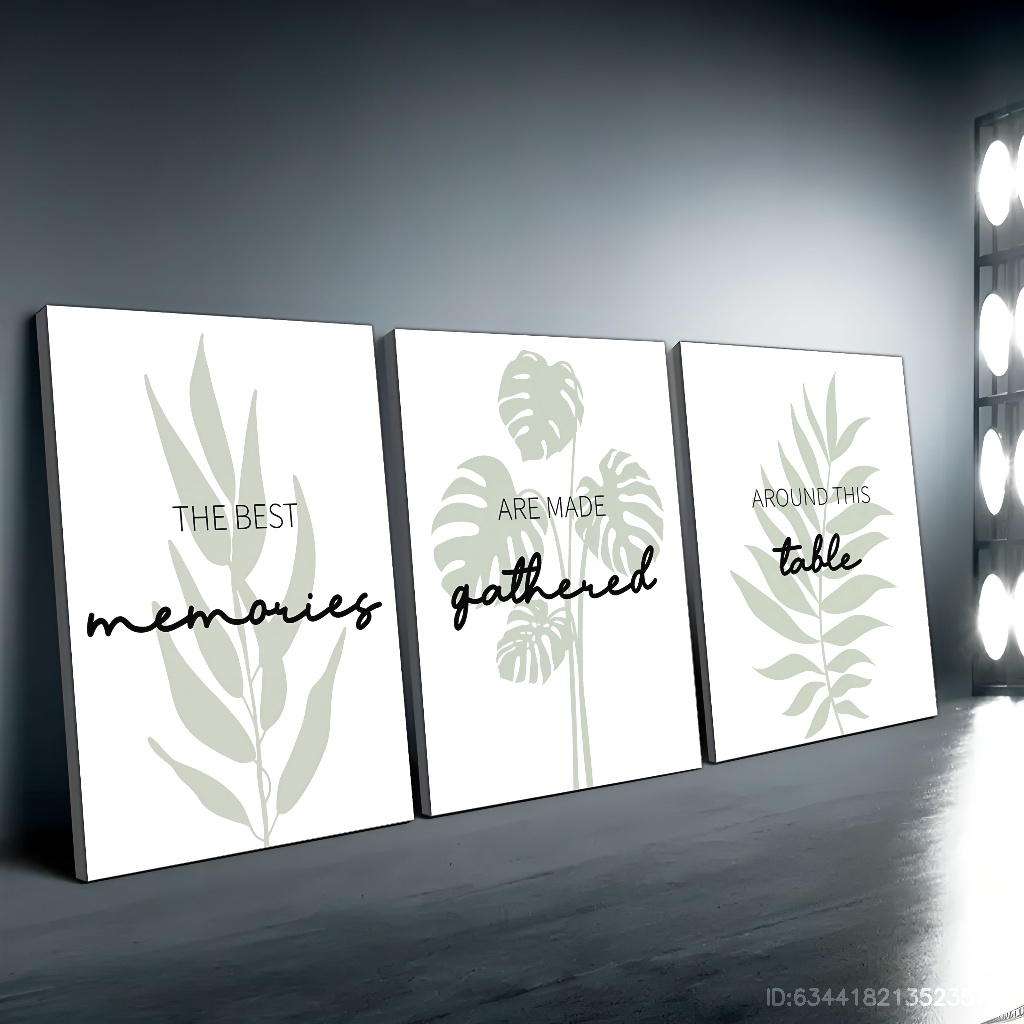 THE BEST
memories
ARE MADE
gathered
AROUND THIS
table